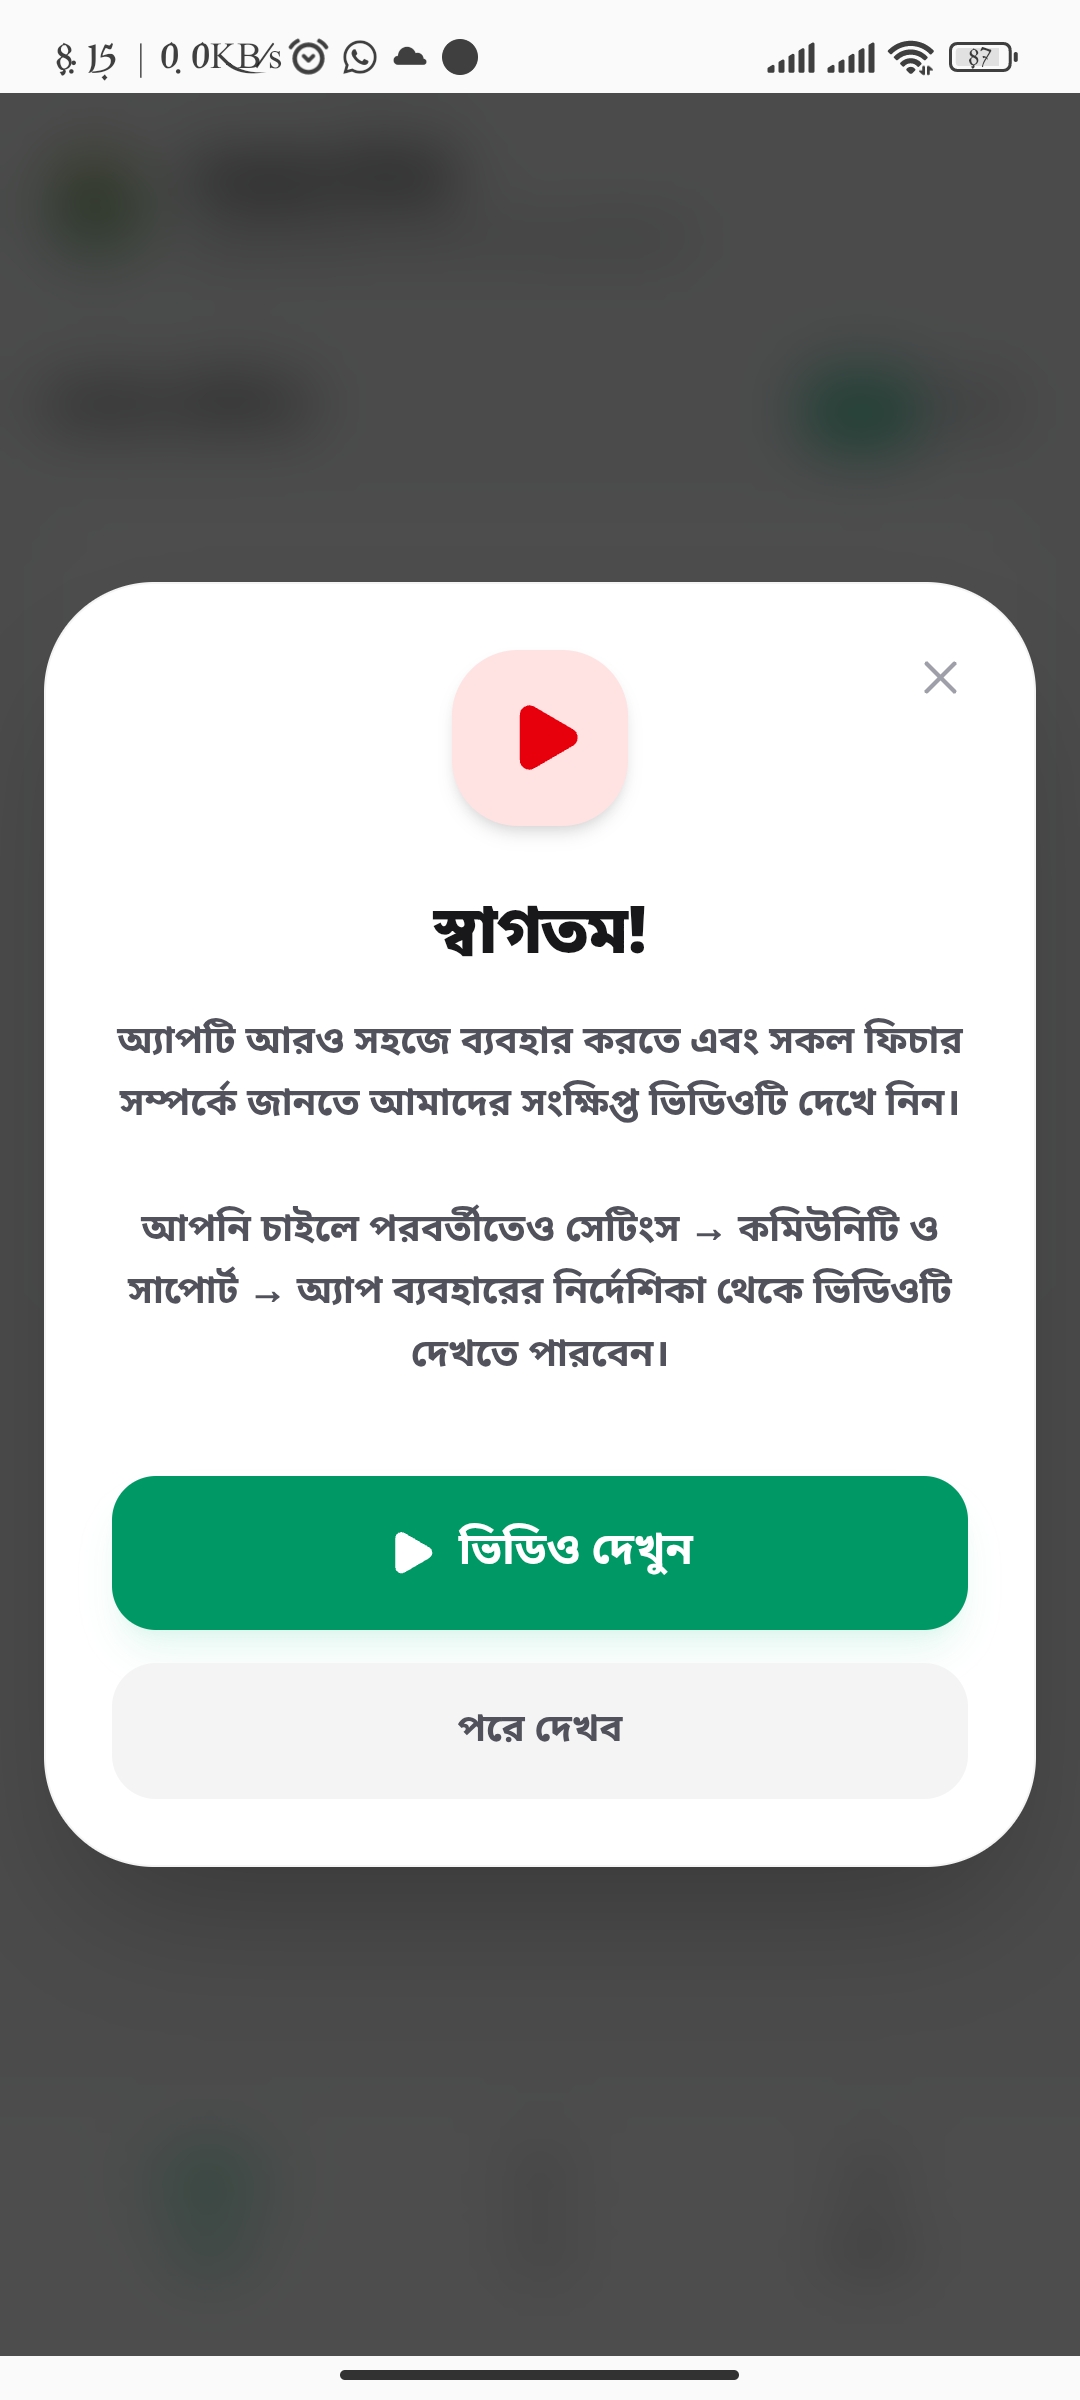 8:15 | 0.0KB/s
87
স্বাগতম!
অ্যাপটি আরও সহজে ব্যবহার করতে এবং সকল ফিচার
সম্পর্কে জানতে আমাদের সংক্ষিপ্ত ভিডিওটি দেখে নিন।
আপনি চাইলে পরবর্তীতেও সেটিংস → কমিউনিটি ও
সাপোর্ট → অ্যাপ ব্যবহারের নির্দেশিকা থেকে ভিডিওটি
দেখতে পারবেন।
ভিডিও দেখুন
পরে দেখব